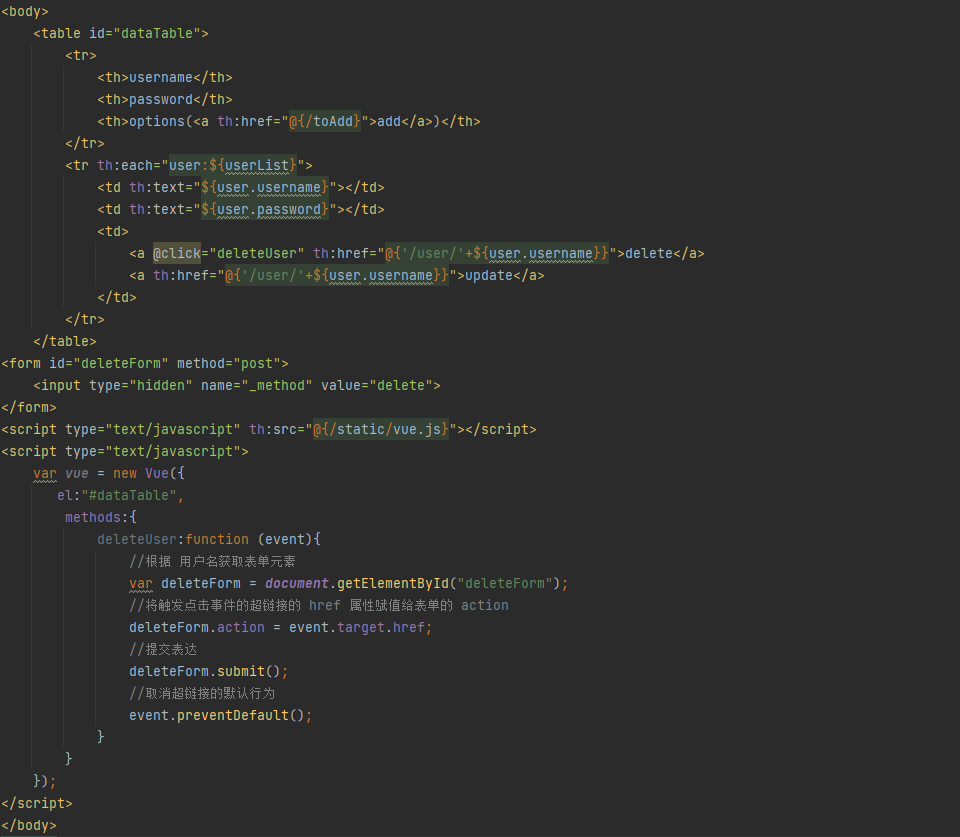 <body>
    <table id="dataTable">
        <tr>
            <th>username</th>
            <th>password</th>
            <th>options(<a th:href="@{/toAdd}">add</a>)</th>
        </tr>
        <tr th:each="user:${userList}">
            <td th:text="${user.username}"></td>
            <td th:text="${user.password}"></td>
            <td>
                <a @click="deleteUser" th:href="@{'/user/'+${user.username}}">delete</a>
                <a th:href="@{'/user/'+${user.username}}">update</a>
            </td>
        </tr>
    </table>
<form id="deleteForm" method="post">
    <input type="hidden" name="_method" value="delete">
</form>
<script type="text/javascript" th:src="@{/static/vue.js}"></script>
<script type="text/javascript">
    var vue = new Vue({
       el:"#dataTable",
        methods:{
            deleteUser:function (event){
                //根据 用户名获取表单元素
                var deleteForm = document.getElementById("deleteForm");
                //将触发点击事件的超链接的 href 属性赋值给表单的 action
                deleteForm.action = event.target.href;
                //提交表达
                deleteForm.submit();
                //取消超链接的默认行为
                event.preventDefault();
            }
        }
    });
</script>
</body>